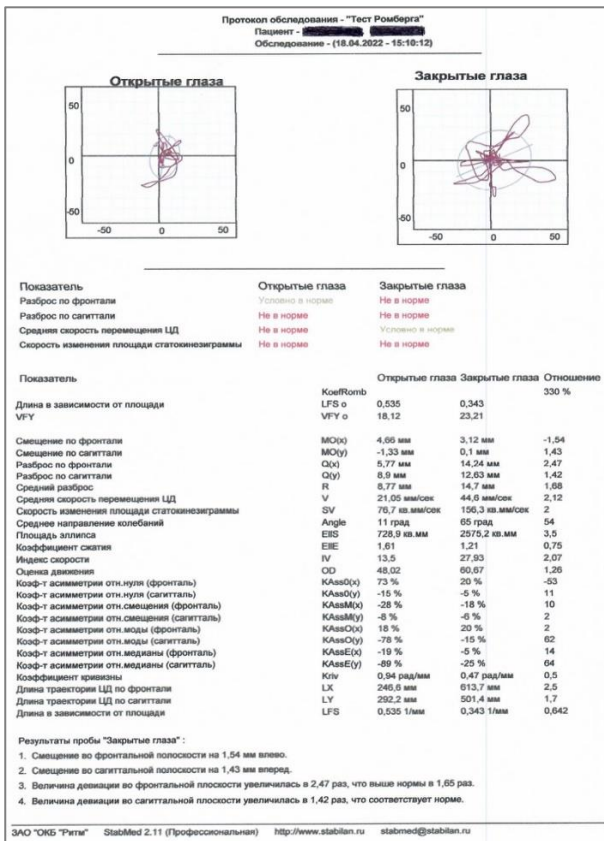 Протокол обследования - "Тест Ромберга"
Пациент -
Обследование - (18.04.2022 - 15:10:12)
Открытые глаза
Закрытые глаза
50
0
-50
-50 0 50
50
0
-50
-50 0 50
Показатель Открытые глаза Закрытые глаза
Разброс по фронтали Условно в норме Не в норме
Разброс по сагиттали Не в норме Не в норме
Средняя скорость перемещения ЦД Не в норме Условно в норме
Скорость изменения площади статокинезиграммы Не в норме Не в норме
Показатель Открытые глаза Закрытые глаза Отношение
KoefRomb 330 %
Длина в зависимости от площади LFS o 0,535 0,343
VFY VFY o 18,12 23,21
Смещение по фронтали MO(x) 4,66 мм 3,12 мм -1,54
Смещение по сагиттали MO(y) -1,33 мм 0,1 мм 1,43
Разброс по фронтали Q(x) 5,77 мм 14,24 мм 2,47
Разброс по сагиттали Q(y) 8,9 мм 12,63 мм 1,42
Средний разброс R 8,77 мм 14,7 мм 1,68
Средняя скорость перемещения ЦД V 21,05 мм/сек 44,6 мм/сек 2,12
Скорость изменения площади статокинезиграммы SV 76,7 кв.мм/сек 156,3 кв.мм/сек 2
Среднее направление колебаний Angle 11 град 65 град 54
Площадь эллипса EllS 728,9 кв.мм 2575,2 кв.мм 3,5
Коэффициент сжатия EllE 1,61 1,21 0,75
Индекс скорости IV 13,5 27,93 2,07
Оценка движения OD 48,02 60,67 1,26
Коэф-т асимметрии отн.нуля (фронталь) KAss0(x) 73 % 20 % -53
Коэф-т асимметрии отн.нуля (сагитталь) KAss0(y) -15 % -5 % 11
Коэф-т асимметрии отн.смещения (фронталь) KAssM(x) -28 % -18 % 10
Коэф-т асимметрии отн.смещения (сагитталь) KAssM(y) -8 % -6 % 2
Коэф-т асимметрии отн.моды (фронталь) KAssO(x) 18 % 20 % 2
Коэф-т асимметрии отн.моды (сагитталь) KAssO(y) -78 % -15 % 62
Коэф-т асимметрии отн.медианы (фронталь) KAssE(x) -19 % -5 % 14
Коэф-т асимметрии отн.медианы (сагитталь) KAssE(y) -89 % -25 % 64
Коэффициент кривизны Kriv 0,94 рад/мм 0,47 рад/мм 0,5
Длина траектории ЦД по фронтали LX 246,6 мм 613,7 мм 2,5
Длина траектории ЦД по сагиттали LY 292,2 мм 501,4 мм 1,7
Длина в зависимости от площади LFS 0,535 1/мм 0,343 1/мм 0,642
Результаты пробы "Закрытые глаза" :
1. Смещение во фронтальной полоскости на 1,54 мм влево.
2. Смещение во сагиттальной полоскости на 1,43 мм вперед.
3. Величина девиации во фронтальной плоскости увеличилась в 2,47 раз, что выше нормы в 1,65 раз.
4. Величина девиации во сагиттальной плоскости увеличилась в 1,42 раз, что соответствует норме.
ЗАО "ОКБ "Ритм" StabMed 2.11 (Профессиональная) http://www.stabilan.ru stabmed@stabilan.ru